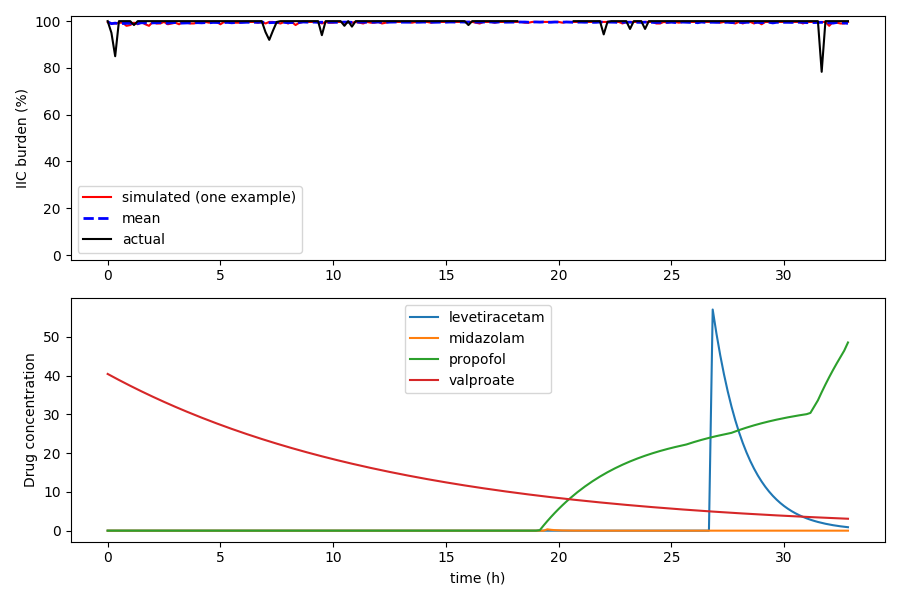 100
80
60
40
20
0
IIC burden (%)
simulated (one example)
mean
actual
0 5 10 15 20 25 30
50
40
30
20
10
0
Drug concentration
levetiracetam
midazolam
propofol
valproate
0 5 10 15 20 25 30
time (h)